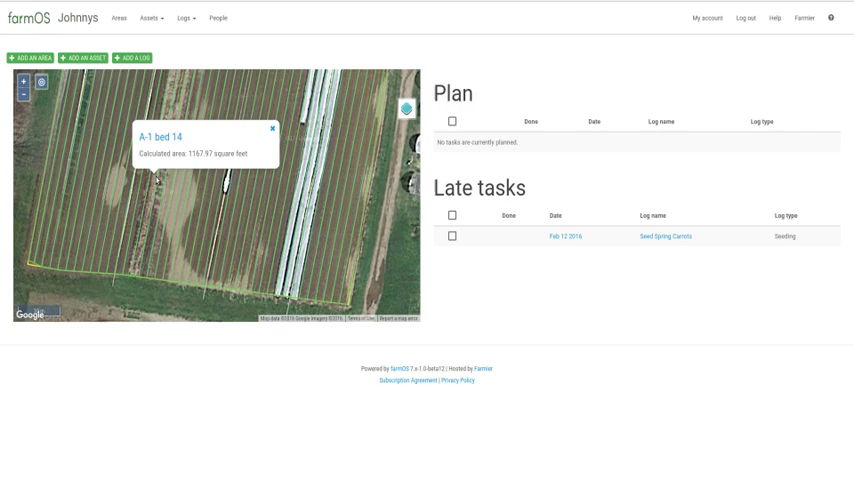 farmOS Johnnys Areas Assets Logs People My account Log out Help Farmier
+ ADD AN AREA + ADD AN ASSET + ADD A LOG
+
−
A-1 bed 14
Calculated area: 1167.97 square feet
Google
Map data ©2016 Google Imagery ©2016 Terms of Use Report a map error
Plan
Done Date Log name Log type
No tasks are currently planned.
Late tasks
Done Date Log name Log type
Feb 12 2016 Seed Spring Carrots Seeding
Powered by farmOS 7.x-1.0-beta12 | Hosted by Farmier
Subscription Agreement | Privacy Policy